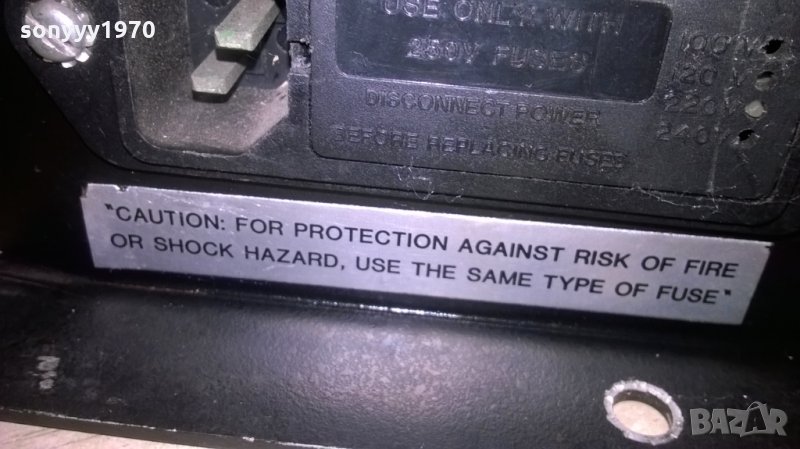 sonyyy1970
USE ONLY WITH
250V FUSES
DISCONNECT POWER
BEFORE REPLACING FUSES
100V
120V
220V
240V
"CAUTION: FOR PROTECTION AGAINST RISK OF FIRE
OR SHOCK HAZARD, USE THE SAME TYPE OF FUSE"
BAZAR